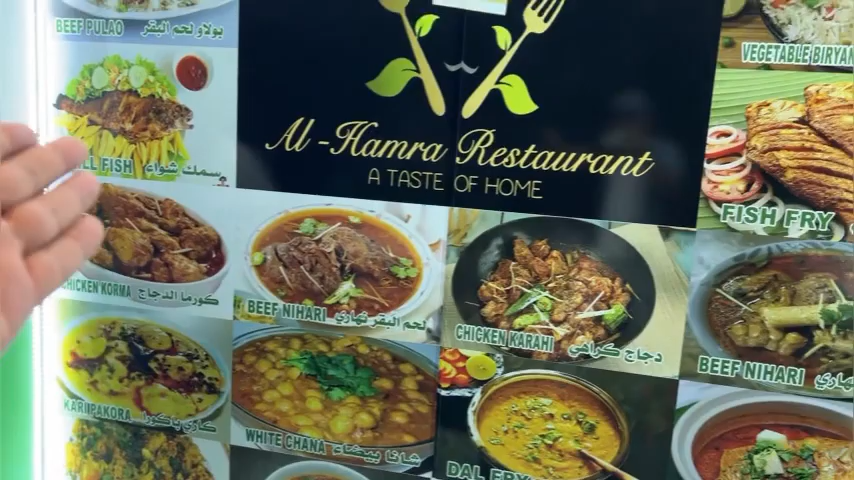 BEEF PULAO بولاو لحم البقر
VEGETABLE BIRYAN
Al-Hamra Restaurant
A TASTE OF HOME
FISH سمك شواء
FISH FRY
CHICKEN KORMA كورما الدجاج
BEEF NIHARI لحم البقر نهاري
CHICKEN KARAHI دجاج كراهي
BEEF NIHARI
KARI PAKORA كاري باكورا
WHITE CHANA شانا بيضاء
DAL FRY